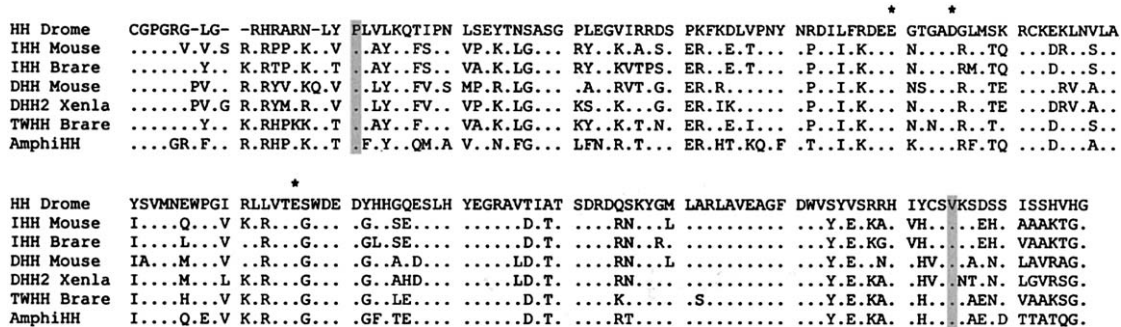 * *
HH Drome CGPGRG-LG- -RHRARN-LY PLVLKQTIPN LSEYTNSASG PLEGVIRRDS PKFKDLVPNY NRDILFRDEE GTGADGLMSK RCKEKLNVLA
IHH Mouse .....V.V.S R.RPP.K..V ..AY..FS.. VP.K.LG... RY..K.A.S. ER..E.T... .P..I.K... N....R..TQ ....DR..S..
IHH Brare .......Y.. K.RTP.K..T ..AY..FS.. VA.K.LG... RY..KVTPS. ER..E.T... .P..I.K... N....RM.TQ ....D...S..
DHH Mouse ......PV.. R.RYV.KQ.V ..LY..FV.S MP.R.LG... .A..RVT.G. ER.R...... .P..I.K... NS...R..TE .....RV.A..
DHH2 Xenla ......PV.G R.RYM.R..V ..LY..FV.. VP.K.LG... KS..K...G. ER.IK..... .P..I.K... N....R..TE ....DRV.A..
TWHH Brare .......Y.. K.RHPKK..T ..AY..F... VA.K.LG... KY..K.T.N. ER..E.I... .P..I.K... N.N..R..T. ....D...S..
AmphiHH ....GR.F.. R.RHP.K..T .F.Y..QM.A V..N.FG... LFN.R.T... ER.HT.KQ.F .T..I.K... K....RF.TQ ....D...A..
*
HH Drome YSVMNEWPGI RLLVTESWDE DYHHGQESLH YEGRAVTIAT SDRDQSKYGM LARLAVEAGF DWVSYVSRRH IYCSVKSDSS ISSHVHG
IHH Mouse I....Q...V K.R...G... .G..SE.... ......D.T. ....RN...L .......... ...Y.E.KA. VH.....EH. AAAKTG.
IHH Brare I....L...V K.R...G... .GL.SE.... ......D.T. ....RN..R. .......... ...Y.E.KG. VH.....EH. VAAKTG.
DHH Mouse IA...M...V ..R...G... .G..A.D... .....LD.T. ....RN...L .......... ...Y.E..N. .HV....A.N. LAVRAG.
DHH2 Xenla I....M...L K.R...G... .G..AHD... .....LD.T. ....RN.... .......... ...Y.E.KA. .HV..NT.N. LGVRSG.
TWHH Brare I....H...V K.R...G... .G..LE.... ......D.T. ....K..... .S........ ...Y.E.KA. .H.....AEN. VAAKSG.
AmphiHH I....Q.E.V K.R...G... .GF.TE.... ......D.T. ....RT.... .......... ...Y.E.KA. .H.....AE.D TTATQG.